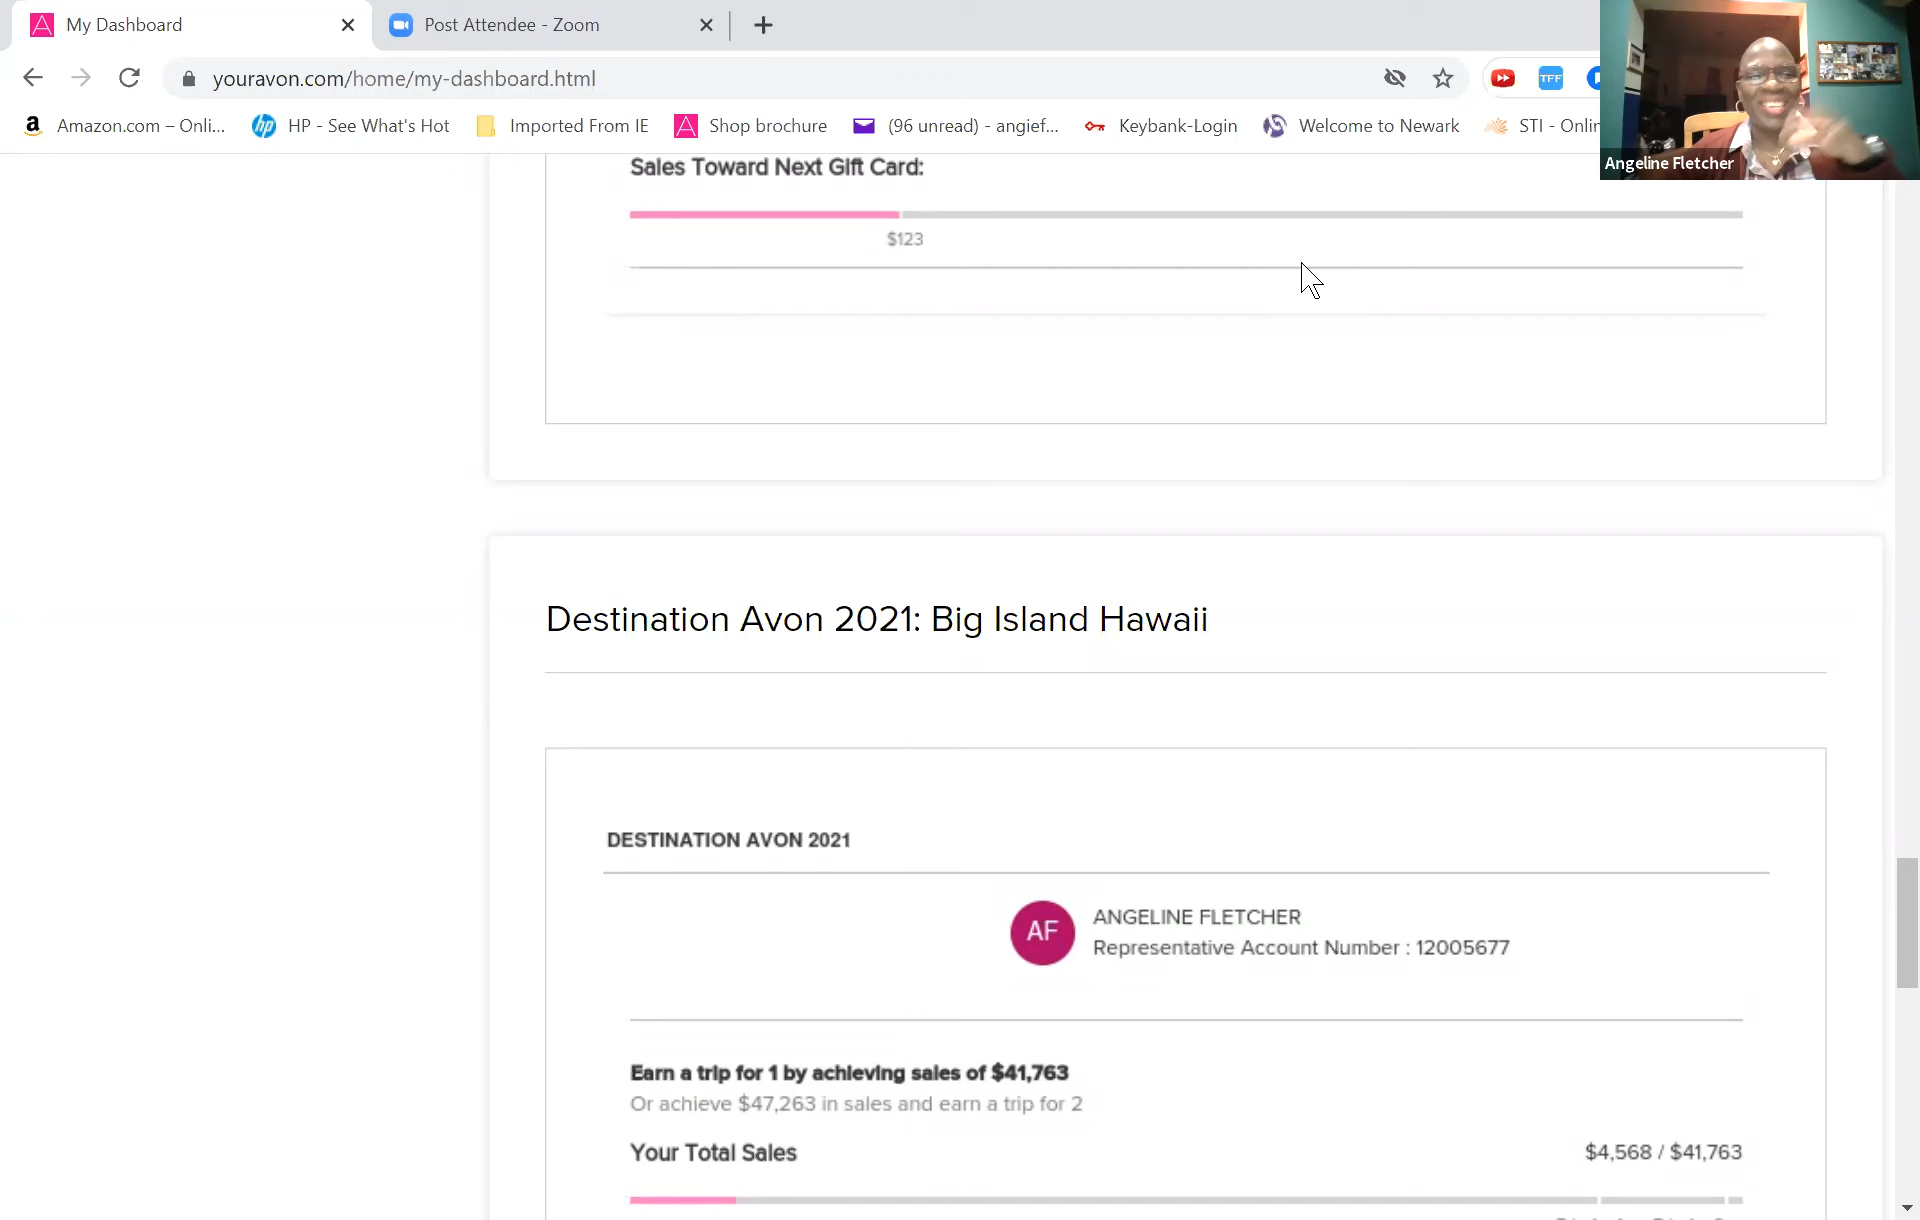 My Dashboard
Post Attendee - Zoom
youravon.com/home/my-dashboard.html
TFF
a Amazon.com – Onli...
hp HP - See What's Hot
Imported From IE
Shop brochure
(96 unread) - angief...
Keybank-Login
Welcome to Newark
STI - Onlin
Angeline Fletcher
Sales Toward Next Gift Card:
$123
Destination Avon 2021: Big Island Hawaii
DESTINATION AVON 2021
AF
ANGELINE FLETCHER
Representative Account Number : 12005677
Earn a trip for 1 by achieving sales of $41,763
Or achieve $47,263 in sales and earn a trip for 2
Your Total Sales
$4,568 / $41,763